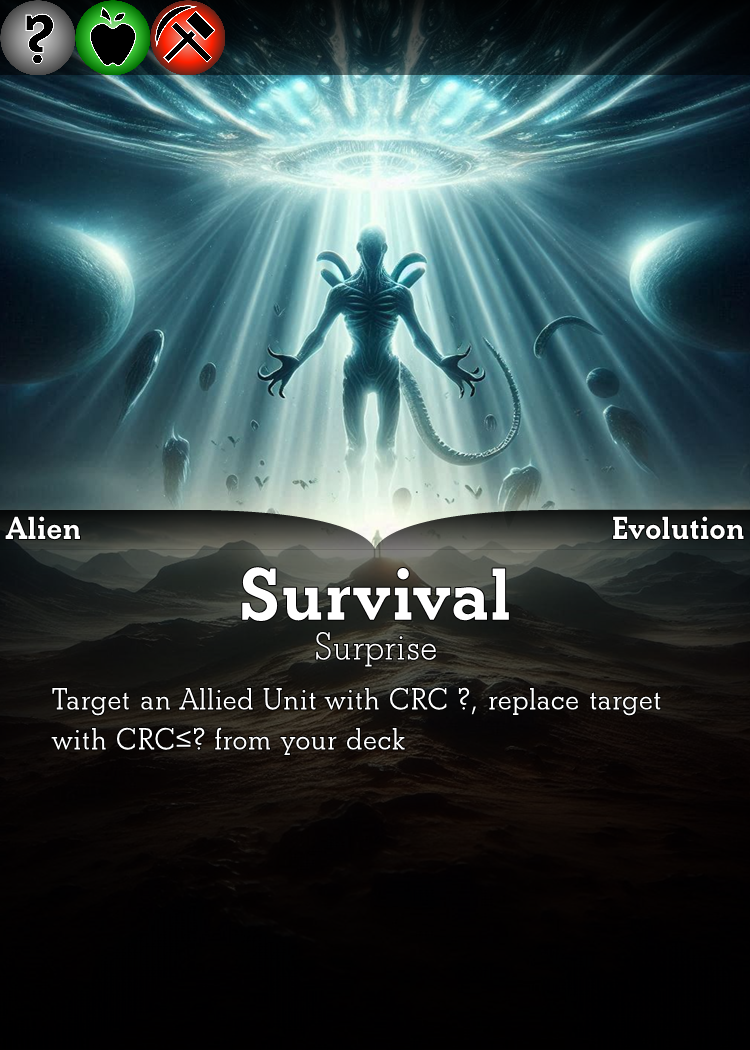 ?
Alien
Evolution
Survival
Surprise
Target an Allied Unit with CRC ?, replace target
with CRC≤? from your deck